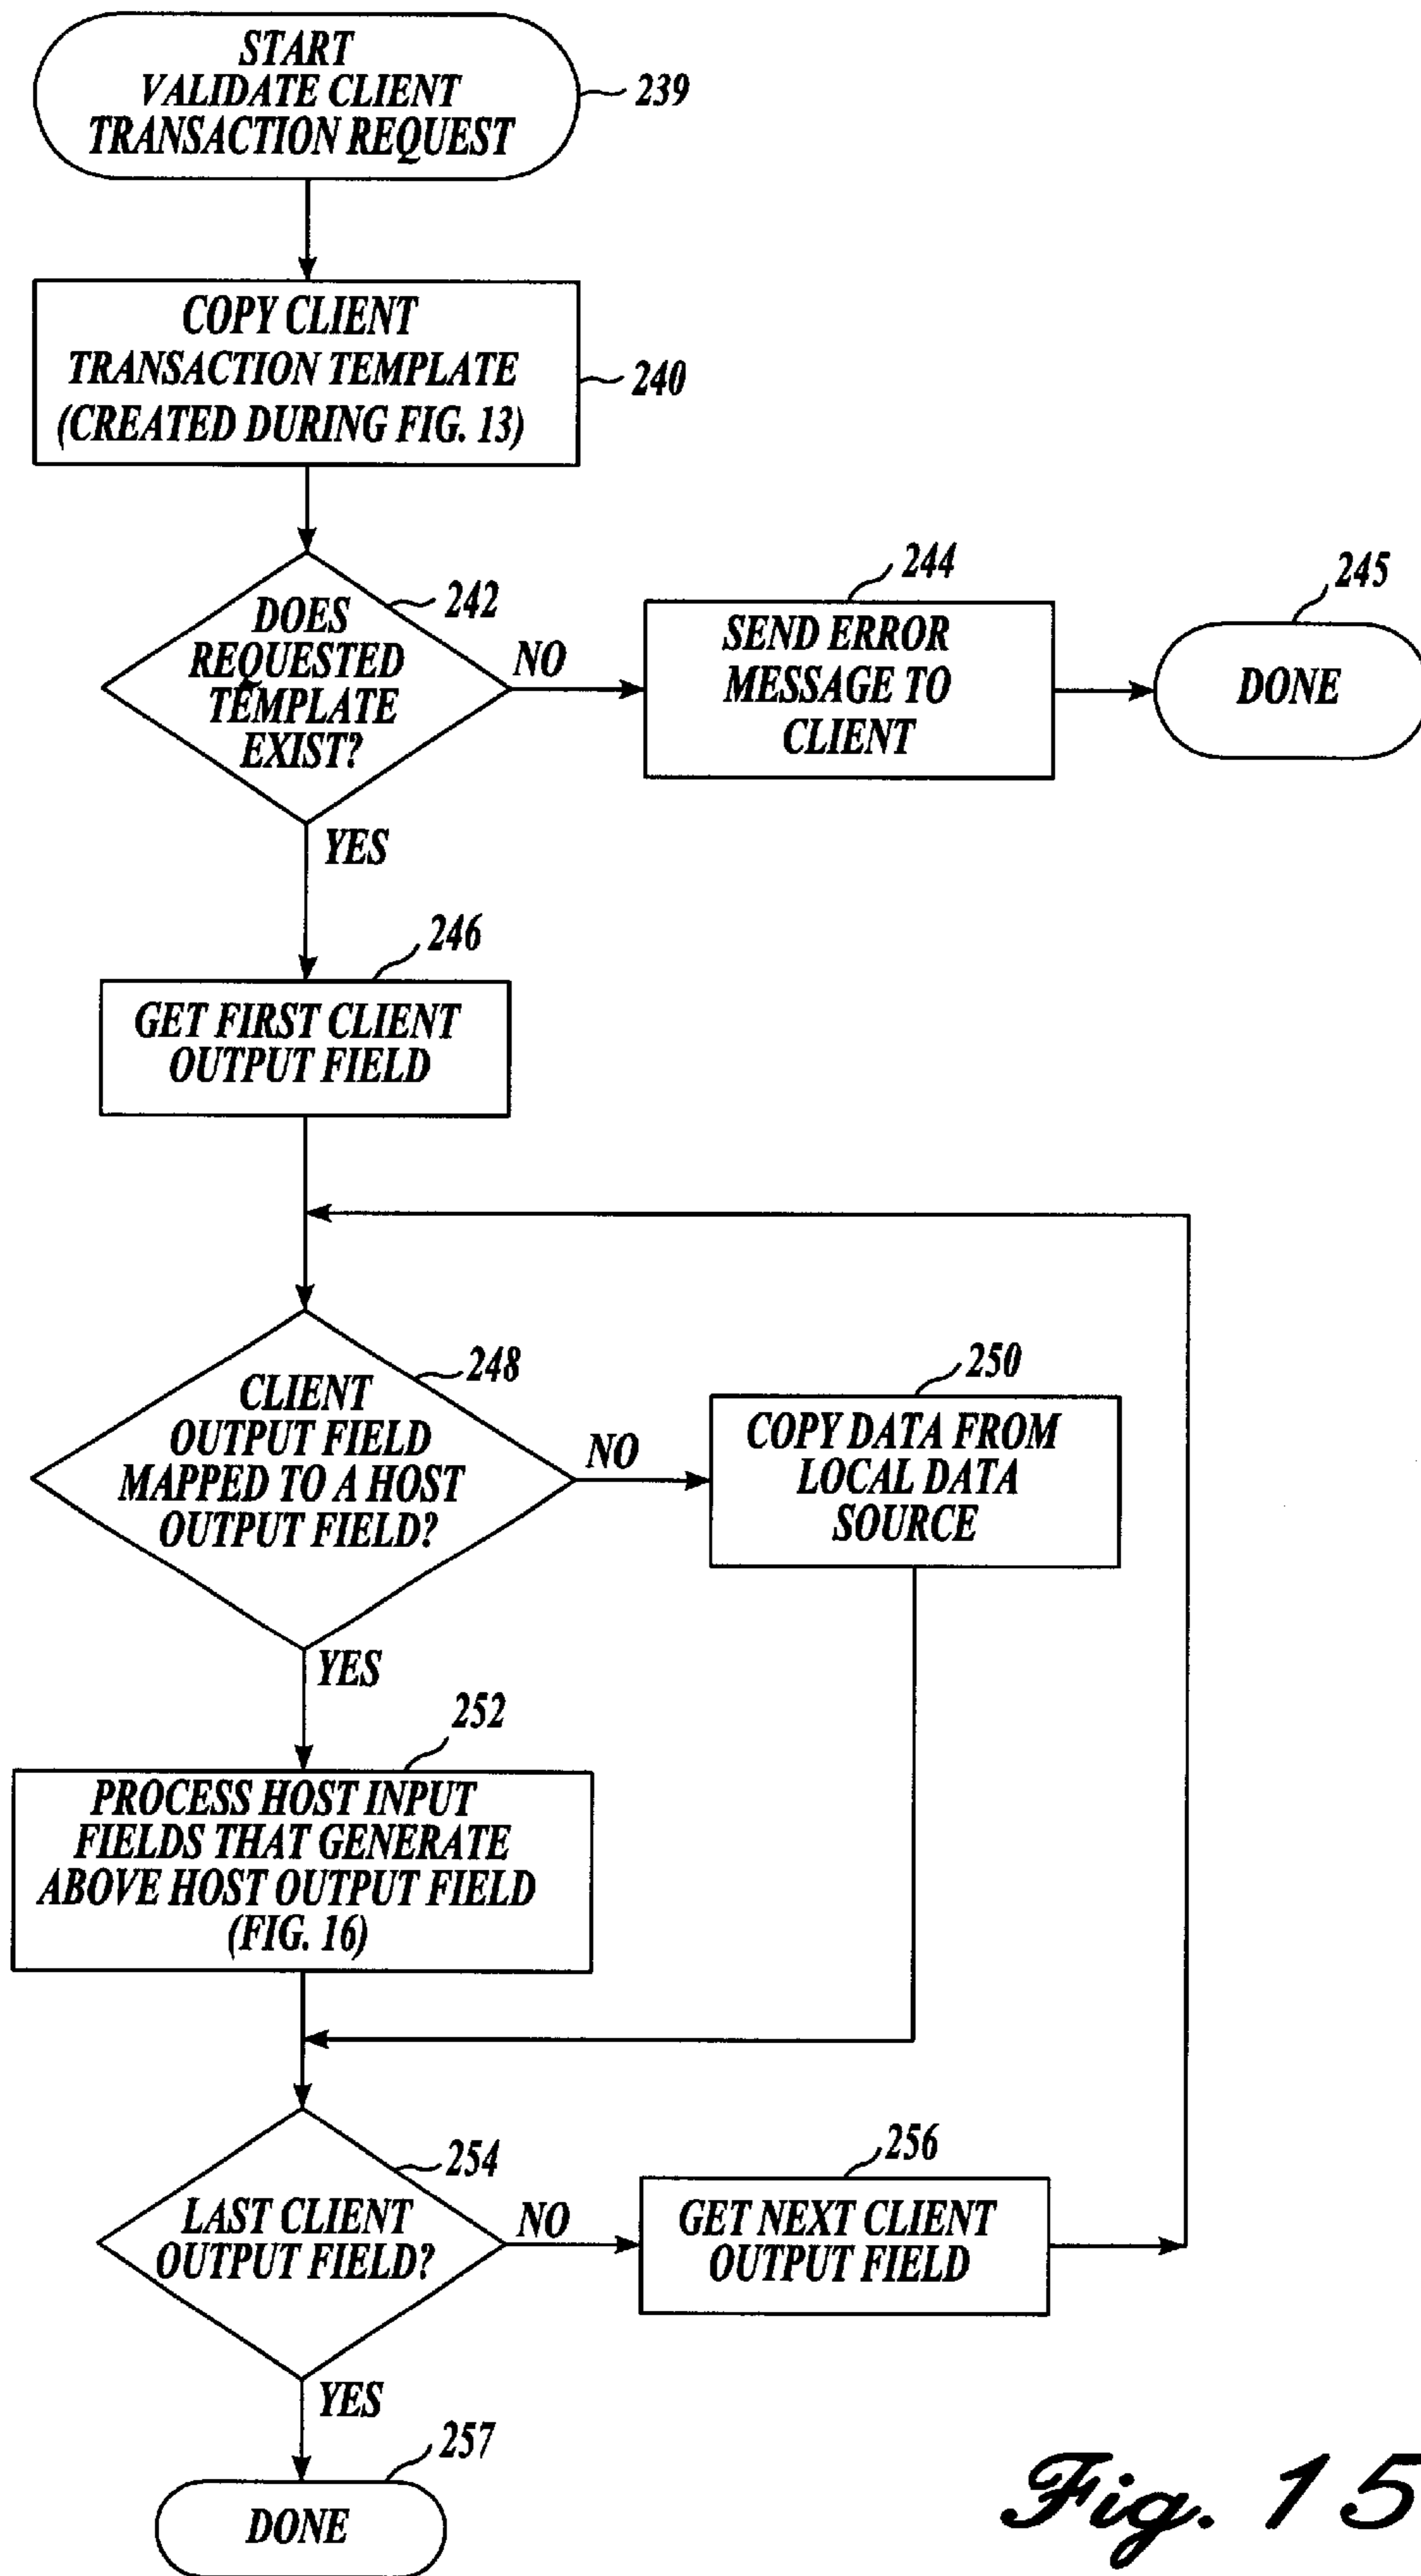 START
VALIDATE CLIENT
TRANSACTION REQUEST
239
COPY CLIENT
TRANSACTION TEMPLATE
(CREATED DURING FIG. 13)
240
DOES
REQUESTED
TEMPLATE
EXIST?
242
NO
244
SEND ERROR
MESSAGE TO
CLIENT
245
DONE
YES
246
GET FIRST CLIENT
OUTPUT FIELD
CLIENT
OUTPUT FIELD
MAPPED TO A HOST
OUTPUT FIELD?
248
NO
250
COPY DATA FROM
LOCAL DATA
SOURCE
YES
252
PROCESS HOST INPUT
FIELDS THAT GENERATE
ABOVE HOST OUTPUT FIELD
(FIG. 16)
254
LAST CLIENT
OUTPUT FIELD?
NO
256
GET NEXT CLIENT
OUTPUT FIELD
YES
257
DONE
Fig. 15